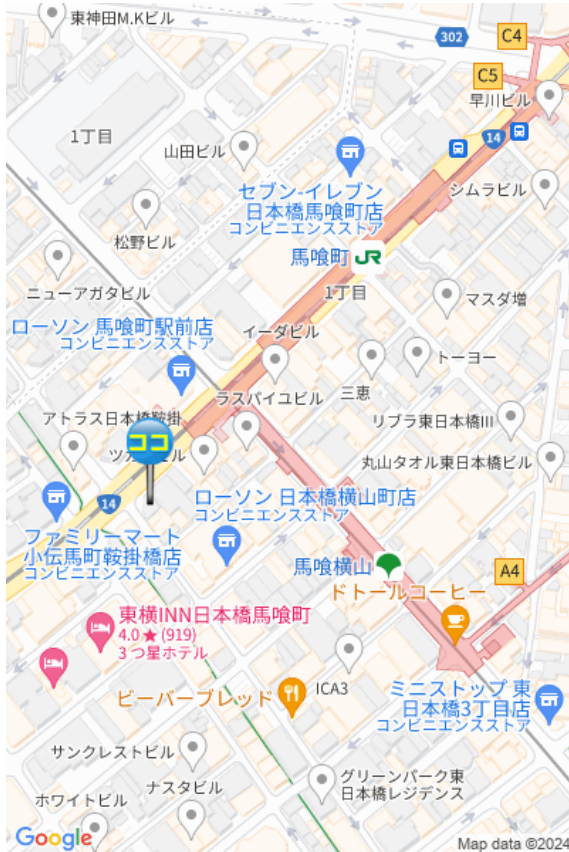 東神田M.Kビル
302
C4
C5
早川ビル
1丁目
14
山田ビル
セブン-イレブン
日本橋馬喰町店
コンビニエンスストア
シムラビル
松野ビル
馬喰町
JR
ニューアガタビル
1丁目
マスダ増
ローソン 馬喰町駅前店
コンビニエンスストア
イーダビル
トーヨー
三恵
ラスパイユビル
アトラス日本橋鞍掛
リブラ東日本橋III
ココ
ビル
丸山タオル東日本橋ビル
14
ローソン 日本橋横山町店
コンビニエンスストア
ファミリーマート
小伝馬町鞍掛橋店
コンビニエンスストア
馬喰横山
A4
ドトールコーヒー
東横INN日本橋馬喰町
4.0★(919)
3 つ星ホテル
ICA3
ビーバーブレッド
ミニストップ 東
日本橋3丁目店
コンビニエンスストア
サンクレストビル
グリーンパーク東
日本橋レジデンス
ナスタビル
ホワイトビル
Google
Map data ©2024